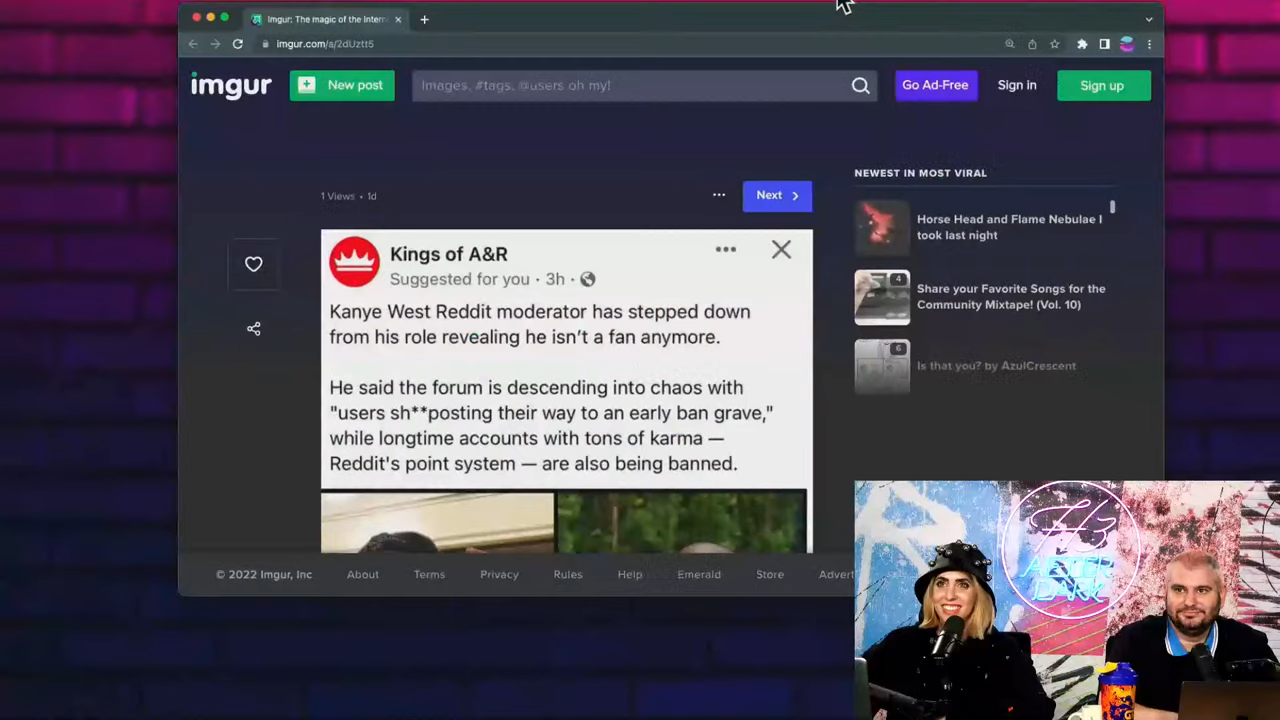 Imgur: The magic of the Intern
imgur.com/a/2dUztt5
imgur
New post
Images, #tags, @users oh my!
Go Ad-Free
Sign in
Sign up
1 Views • 1d
Next
NEWEST IN MOST VIRAL
Horse Head and Flame Nebulae I
took last night
4
Share your Favorite Songs for the
Community Mixtape! (Vol. 10)
6
Is that you? by AzulCrescent
Kings of A&R
Suggested for you · 3h ·
Kanye West Reddit moderator has stepped down
from his role revealing he isn’t a fan anymore.
He said the forum is descending into chaos with
"users sh**posting their way to an early ban grave,"
while longtime accounts with tons of karma —
Reddit's point system — are also being banned.
© 2022 Imgur, Inc
About
Terms
Privacy
Rules
Help
Emerald
Store
Advert
H3
AFTER
DARK